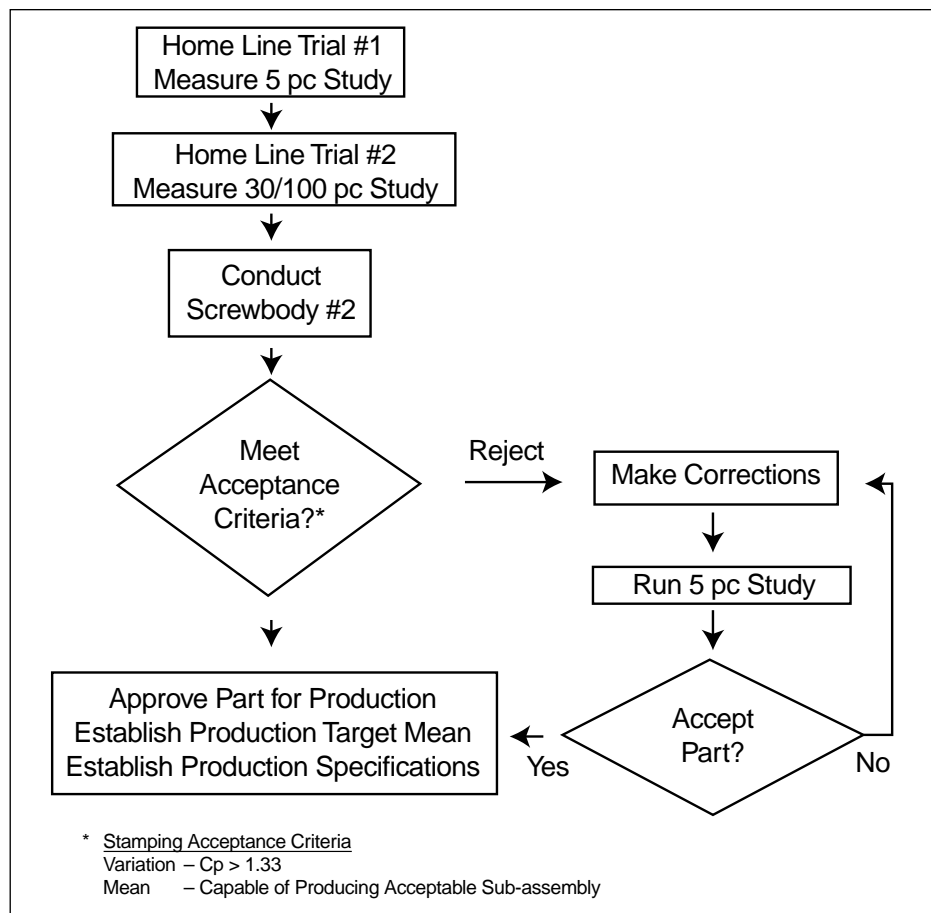 Home Line Trial #1
Measure 5 pc Study
Home Line Trial #2
Measure 30/100 pc Study
Conduct
Screwbody #2
Meet
Acceptance
Criteria?*
Reject
Make Corrections
Run 5 pc Study
Accept
Part?
No
Yes
Approve Part for Production
Establish Production Target Mean
Establish Production Specifications
* Stamping Acceptance Criteria
Variation – Cp > 1.33
Mean – Capable of Producing Acceptable Sub-assembly